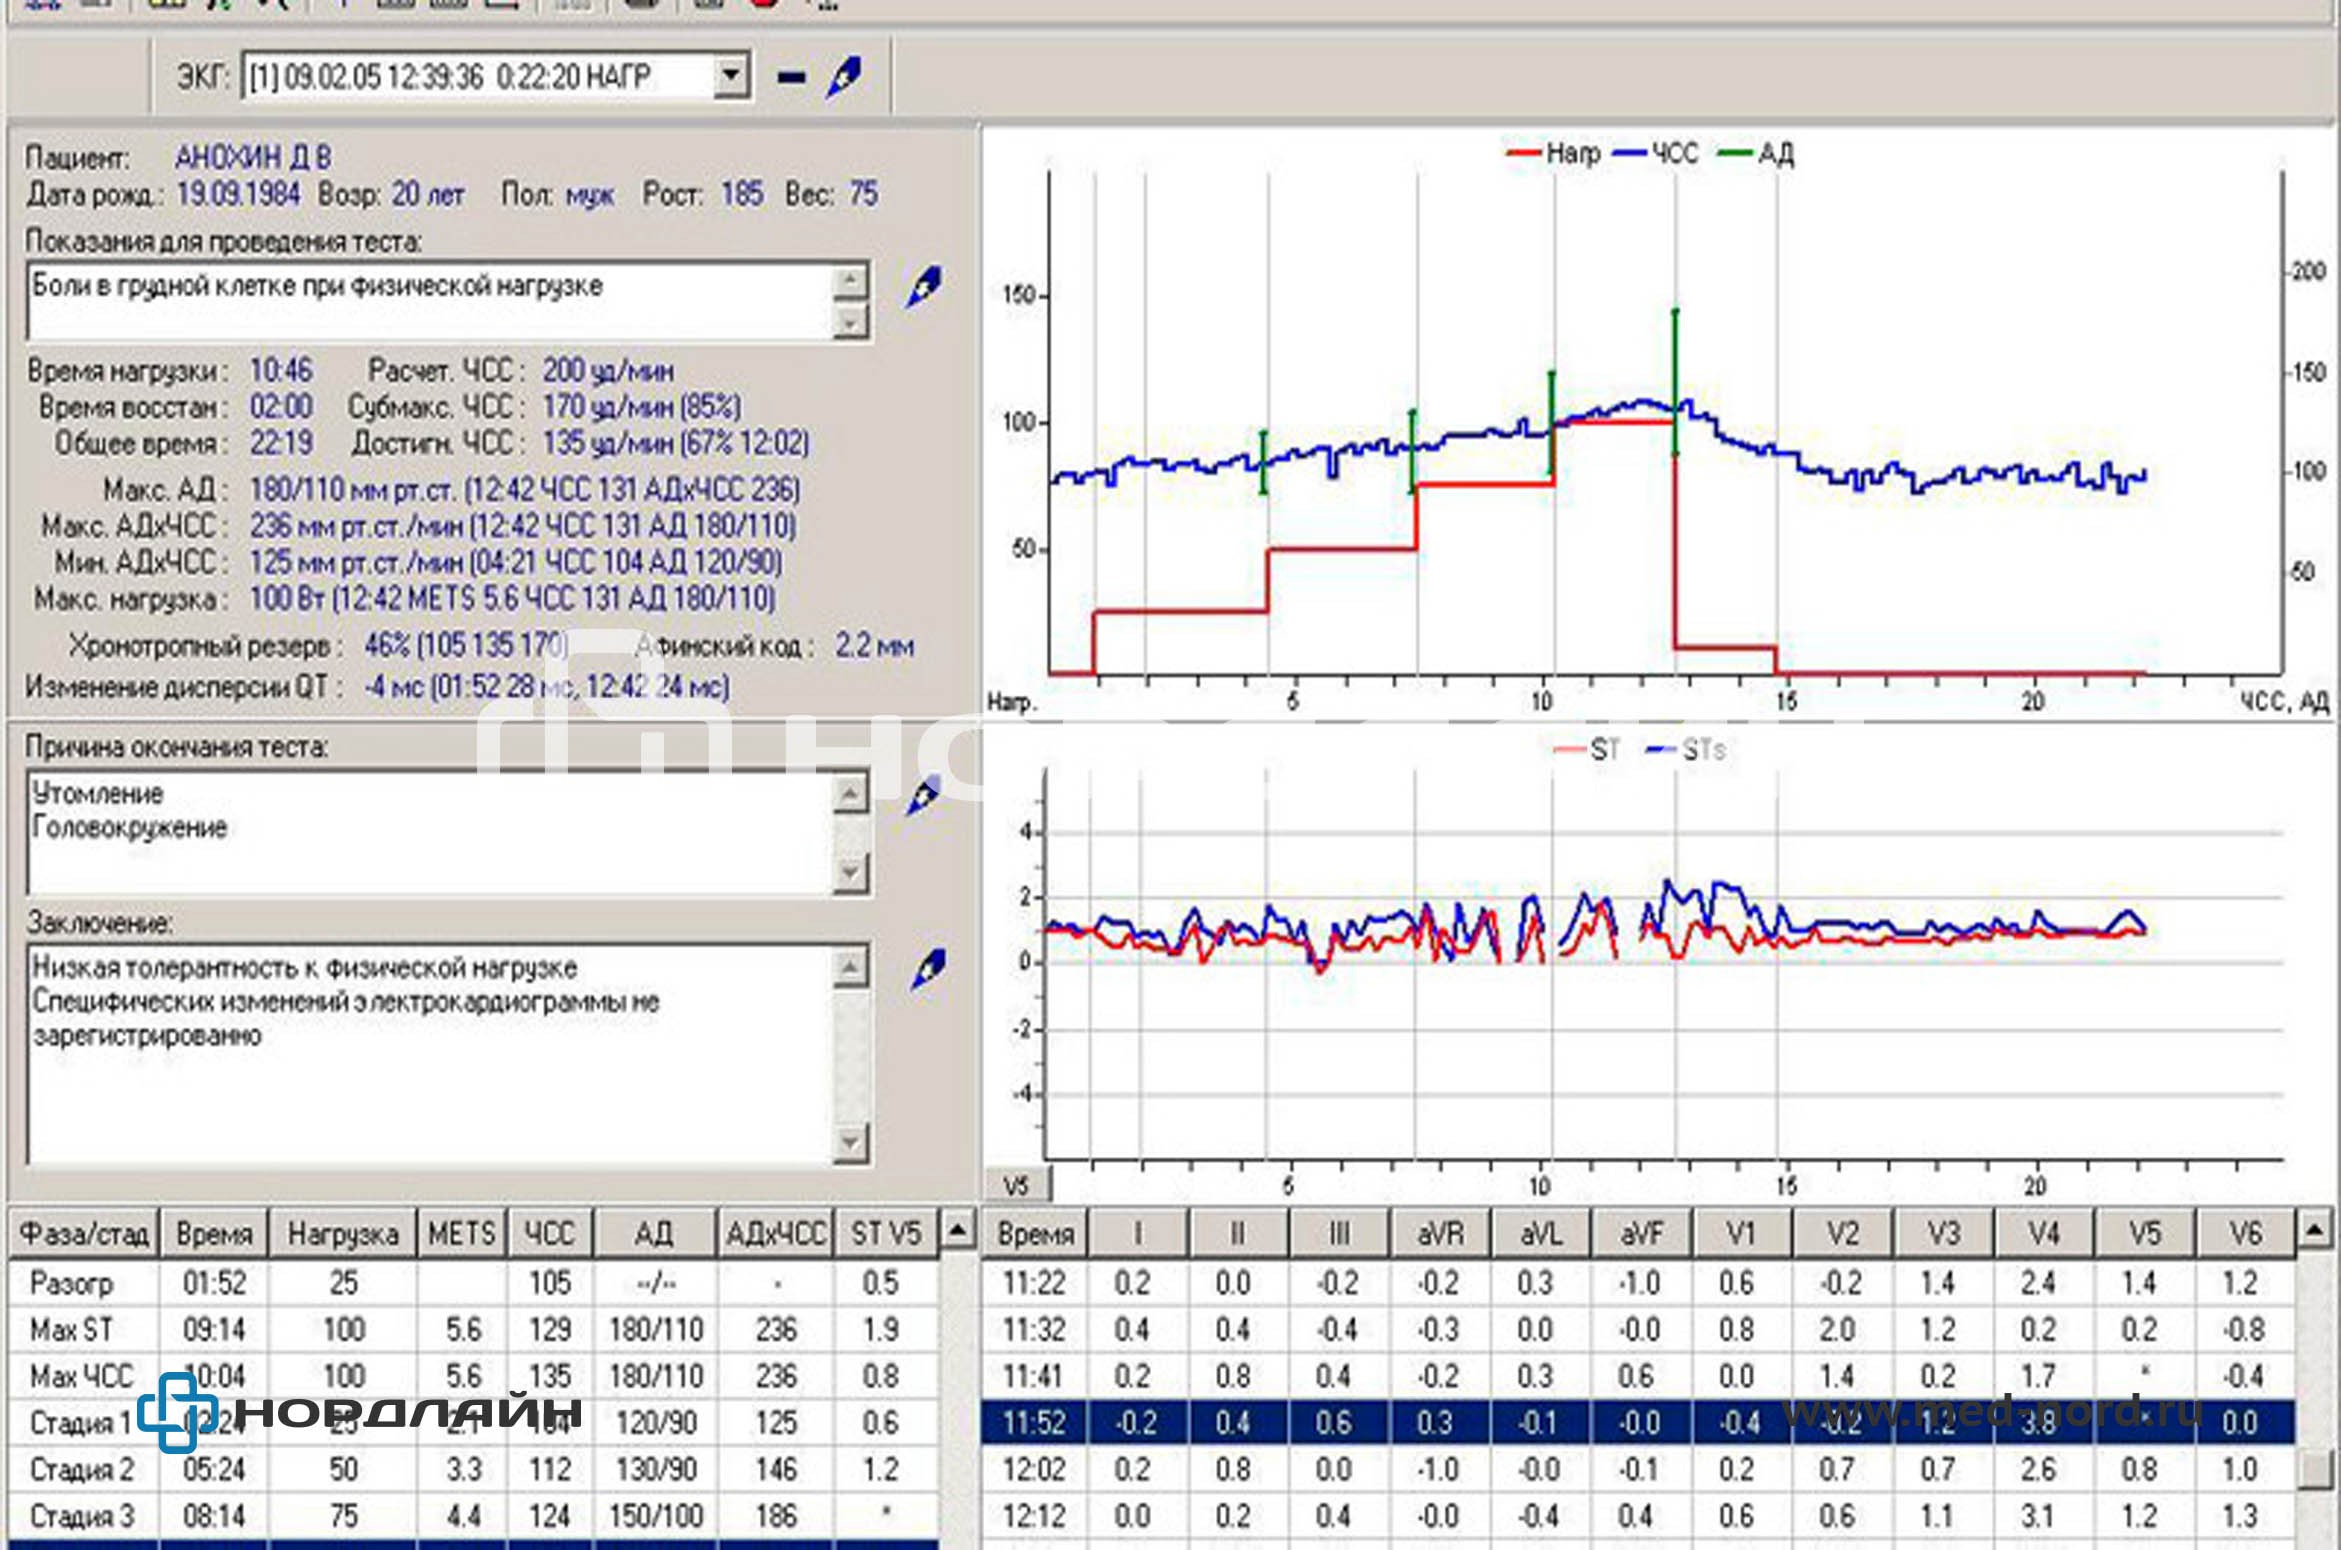 ЭКГ: [1] 09.02.05 12:39:36 0:22:20 НАГР
Пациент: АНОХИН Д В
Дата рожд.: 19.09.1984 Возр: 20 лет Пол: муж Рост: 185 Вес: 75
Показания для проведения теста:
Боли в грудной клетке при физической нагрузке
Время нагрузки: 10:46 Расчет. ЧСС: 200 уд/мин
Время восстан: 02:00 Субмакс. ЧСС: 170 уд/мин (85%)
Общее время: 22:19 Достигн. ЧСС: 135 уд/мин (67% 12:02)
Макс. АД: 180/110 мм рт.ст. (12:42 ЧСС 131 АДхЧСС 236)
Макс. АДхЧСС: 236 мм рт.ст./мин (12:42 ЧСС 131 АД 180/110)
Мин. АДхЧСС: 125 мм рт.ст./мин (04:21 ЧСС 104 АД 120/90)
Макс. нагрузка: 100 Вт (12:42 METS 5.6 ЧСС 131 АД 180/110)
Хронотропный резерв: 46% (105 135 170) Афинский код: 2.2 мм
Изменение дисперсии QT: -4 мс (01:52 28 мс, 12:42 24 мс)
Причина окончания теста:
Утомление
Головокружение
Заключение:
Низкая толерантность к физической нагрузке
Специфических изменений электрокардиограммы не
зарегистрированно
Нагр ЧСС АД
150
100
50
200
150
100
50
Нагр. 5 10 15 20 ЧСС, АД
ST STs
4
2
0
-2
-4
V5 5 10 15 20
Фаза/стад Время Нагрузка METS ЧСС АД АДхЧСС ST V5
Разогр 01:52 25 105 --/-- - 0.5
Max ST 09:14 100 5.6 129 180/110 236 1.9
Max ЧСС 10:04 100 5.6 135 180/110 236 0.8
Стадия 1 02:24 25 2.1 104 120/90 125 0.6
Стадия 2 05:24 50 3.3 112 130/90 146 1.2
Стадия 3 08:14 75 4.4 124 150/100 186 *
Время I II III aVR aVL aVF V1 V2 V3 V4 V5 V6
11:22 0.2 0.0 -0.2 -0.2 0.3 -1.0 0.6 -0.2 1.4 2.4 1.4 1.2
11:32 0.4 0.4 -0.4 -0.3 0.0 -0.0 0.8 2.0 1.2 0.2 0.2 -0.8
11:41 0.2 0.8 0.4 -0.2 0.3 0.6 0.0 1.4 0.2 1.7 * -0.4
11:52 -0.2 0.4 0.6 0.3 -0.1 -0.0 -0.4 -0.2 1.2 3.8 * 0.0
12:02 0.2 0.8 0.0 -1.0 -0.0 -0.1 0.2 0.7 0.7 2.6 0.8 1.0
12:12 0.0 0.2 0.4 -0.0 -0.4 0.4 0.6 0.6 1.1 3.1 1.2 1.3
НОРДЛАЙН
www.med-nord.ru